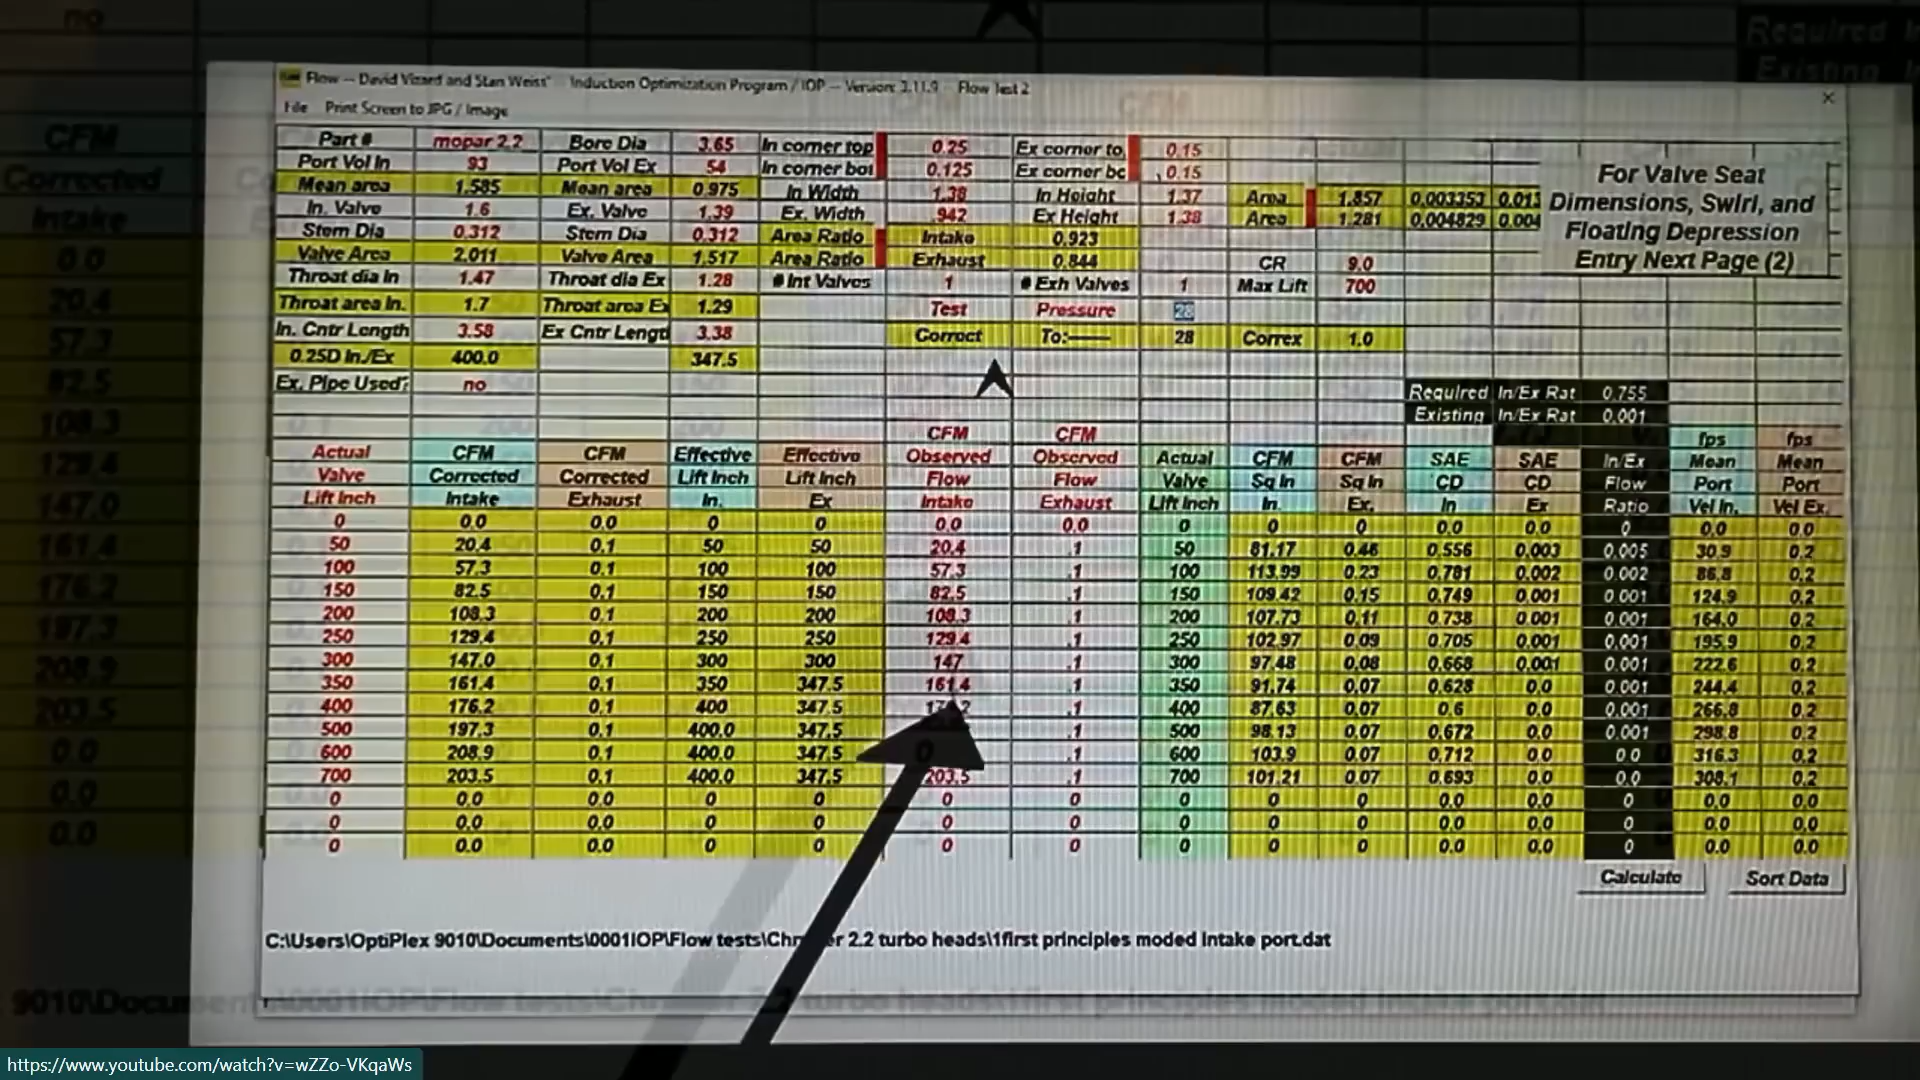 Flow -- David Vizard and Stan Weiss' Induction Optimization Program / IOP -- Version: 3.11.9 Flow Test 2
File Print Screen to JPG / Image
Part # mopar 2.2 Bore Dia 3.65 In corner top 0.25 Ex corner to 0.15
Port Vol In 93 Port Vol Ex 54 In corner bot 0.125 Ex corner bc 0.15
Mean area 1.585 Mean area 0.975 In Width 1.38 In Height 1.37 Area 1.857 0.003353 0.013
In. Valve 1.6 Ex. Valve 1.39 Ex. Width .942 Ex Height 1.38 Area 1.281 0.004829 0.004
Stem Dia 0.312 Stem Dia 0.312 Area Ratio Intake 0.923
Valve Area 2.011 Valve Area 1.517 Area Ratio Exhaust 0.844 CR 9.0
Throat dia In 1.47 Throat dia Ex 1.28 # Int Valves 1 # Exh Valves 1 Max Lift 700
Throat area In. 1.7 Throat area Ex 1.29 Test Pressure 28
In. Cntr Length 3.58 Ex Cntr Lengt 3.38 Correct To:------ 28 Correx 1.0
0.25D In./Ex 400.0 347.5
Ex. Pipe Used? no
For Valve Seat
Dimensions, Swirl, and
Floating Depression
Entry Next Page (2)
Required In/Ex Rat 0.755
Existing In/Ex Rat 0.001
CFM CFM fps fps
Actual CFM CFM Effective Effective Observed Observed Actual CFM CFM SAE SAE In/Ex Mean Mean
Valve Corrected Corrected Lift Inch Lift Inch Flow Flow Valve Sq In Sq In CD CD Flow Port Port
Lift Inch Intake Exhaust In. Ex Intake Exhaust Lift Inch In. Ex. In Ex Ratio Vel In. Vel Ex.
0 0.0 0.0 0 0 0.0 0.0 0 0 0 0.0 0.0 0 0.0 0.0
50 20.4 0.1 50 50 20.4 .1 50 81.17 0.46 0.556 0.003 0.005 30.9 0.2
100 57.3 0.1 100 100 57.3 .1 100 113.99 0.23 0.781 0.002 0.002 86.8 0.2
150 82.5 0.1 150 150 82.5 .1 150 109.42 0.15 0.749 0.001 0.001 124.9 0.2
200 108.3 0.1 200 200 108.3 .1 200 107.73 0.11 0.738 0.001 0.001 164.0 0.2
250 129.4 0.1 250 250 129.4 .1 250 102.97 0.09 0.705 0.001 0.001 195.9 0.2
300 147.0 0.1 300 300 147 .1 300 97.48 0.08 0.668 0.001 0.001 222.6 0.2
350 161.4 0.1 350 347.5 161.4 .1 350 91.74 0.07 0.628 0.0 0.001 244.4 0.2
400 176.2 0.1 400 347.5 .1 400 87.63 0.07 0.6 0.0 0.001 266.8 0.2
500 197.3 0.1 400.0 347.5 .1 500 98.13 0.07 0.672 0.0 0.001 298.8 0.2
600 208.9 0.1 400.0 347.5 .1 600 103.9 0.07 0.712 0.0 0.0 316.3 0.2
700 203.5 0.1 400.0 347.5 203.5 .1 700 101.21 0.07 0.693 0.0 0.0 308.1 0.2
0 0.0 0.0 0 0 0 0 0 0 0 0.0 0.0 0 0.0 0.0
0 0.0 0.0 0 0 0 0 0 0 0 0.0 0.0 0 0.0 0.0
0 0.0 0.0 0 0 0 0 0 0 0 0.0 0.0 0 0.0 0.0
Calculate Sort Data
C:\Users\OptiPlex 9010\Documents\0001IOP\Flow tests\Chr er 2.2 turbo heads\1first principles moded intake port.dat
https://www.youtube.com/watch?v=wZZo-VKqaWs